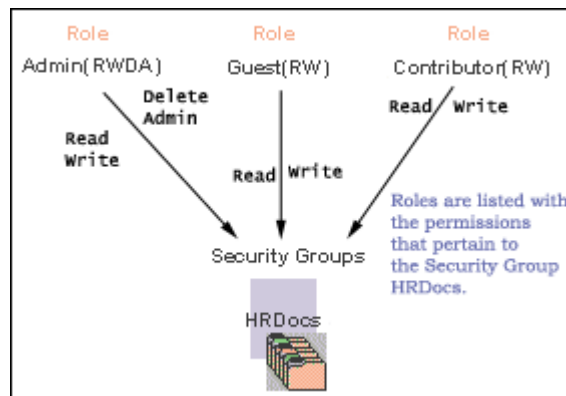 Role
Role
Role
Admin(RWDA)
Guest(RW)
Contributor(RW)
Delete
Admin
Read
Write
Read
Write
Read
Write
Roles are listed with
the permissions
that pertain to
the Security Group
HRDocs.
Security Groups
HRDocs